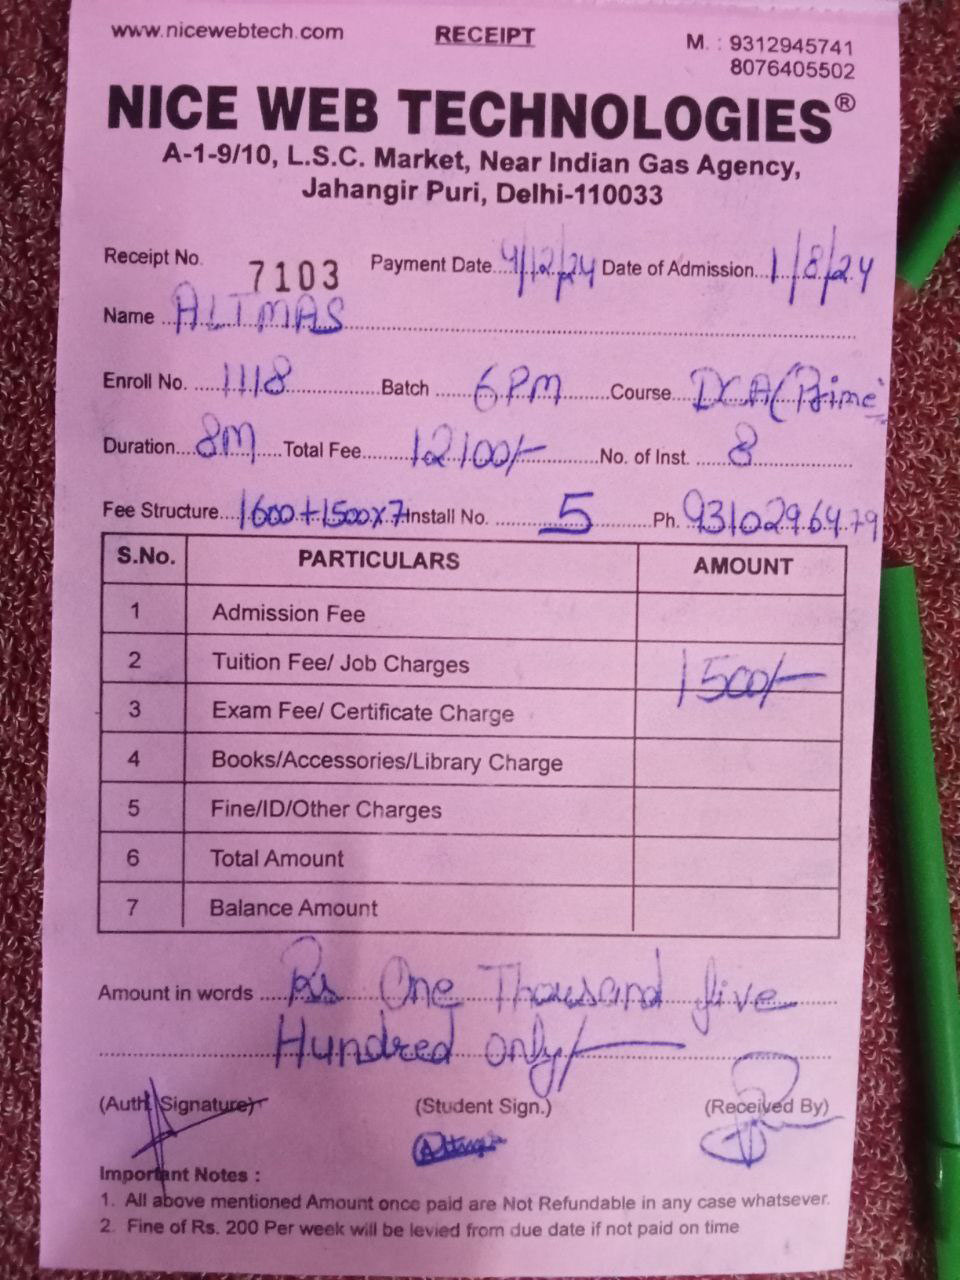 www.nicewebtech.com RECEIPT M. : 9312945741
8076405502
NICE WEB TECHNOLOGIES®
A-1-9/10, L.S.C. Market, Near Indian Gas Agency,
Jahangir Puri, Delhi-110033
Receipt No. 7103 Payment Date 4/12/24 Date of Admission 1/8/24
Name ALTMAS
Enroll No. 1118 Batch 6 PM Course DCA (Prime)
Duration 8M Total Fee 12100/- No. of Inst. 8
Fee Structure 1600+1500x7 Install No. 5 Ph. 9310296479
S.No. PARTICULARS AMOUNT
1 Admission Fee
2 Tuition Fee/ Job Charges 1500/-
3 Exam Fee/ Certificate Charge
4 Books/Accessories/Library Charge
5 Fine/ID/Other Charges
6 Total Amount
7 Balance Amount
Amount in words Rs One Thousand five
Hundred only/-
(Auth. Signature) (Student Sign.) (Received By)
Important Notes :
1. All above mentioned Amount once paid are Not Refundable in any case whatsever.
2. Fine of Rs. 200 Per week will be levied from due date if not paid on time